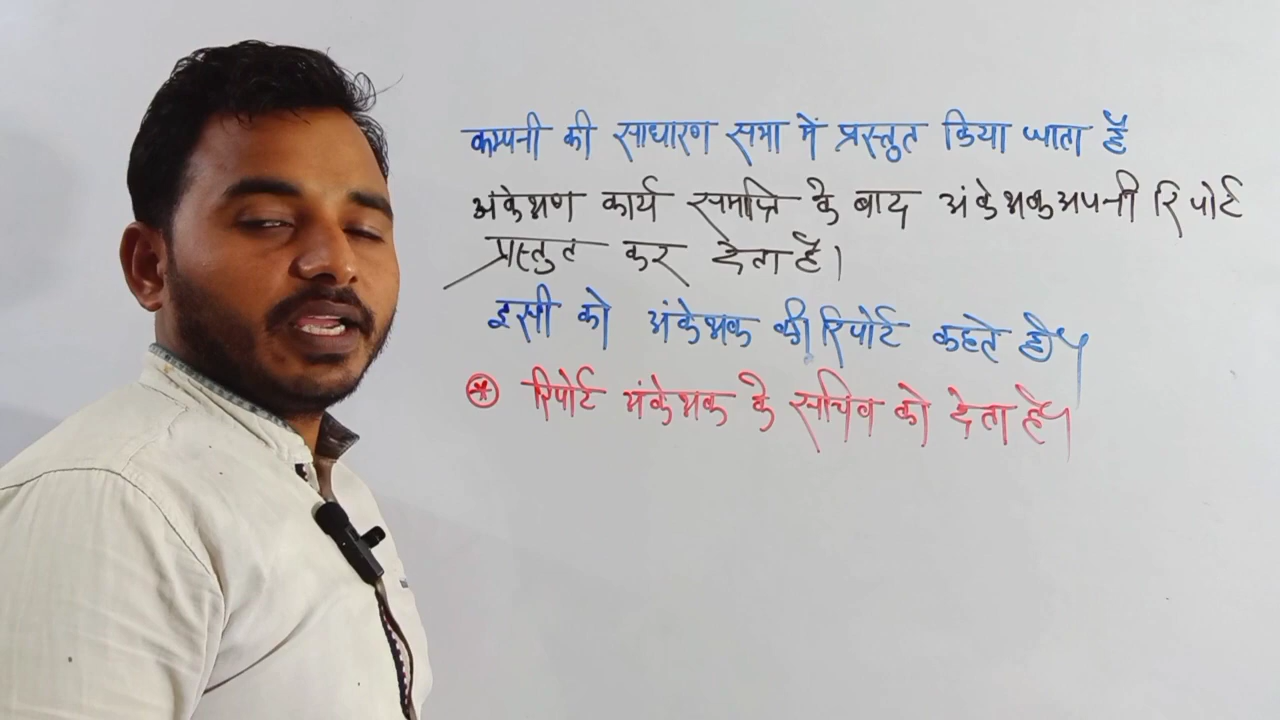 कम्पनी की साधारण सभा में प्रस्तुत किया जाता है
अंकेक्षण कार्य समाप्ति के बाद अंकेक्षक अपनी रिपोर्ट
प्रस्तुत कर देता है।
इसी को अंकेक्षक की रिपोर्ट कहते है।
* रिपोर्ट अंकेक्षक के सचिव को देता है।